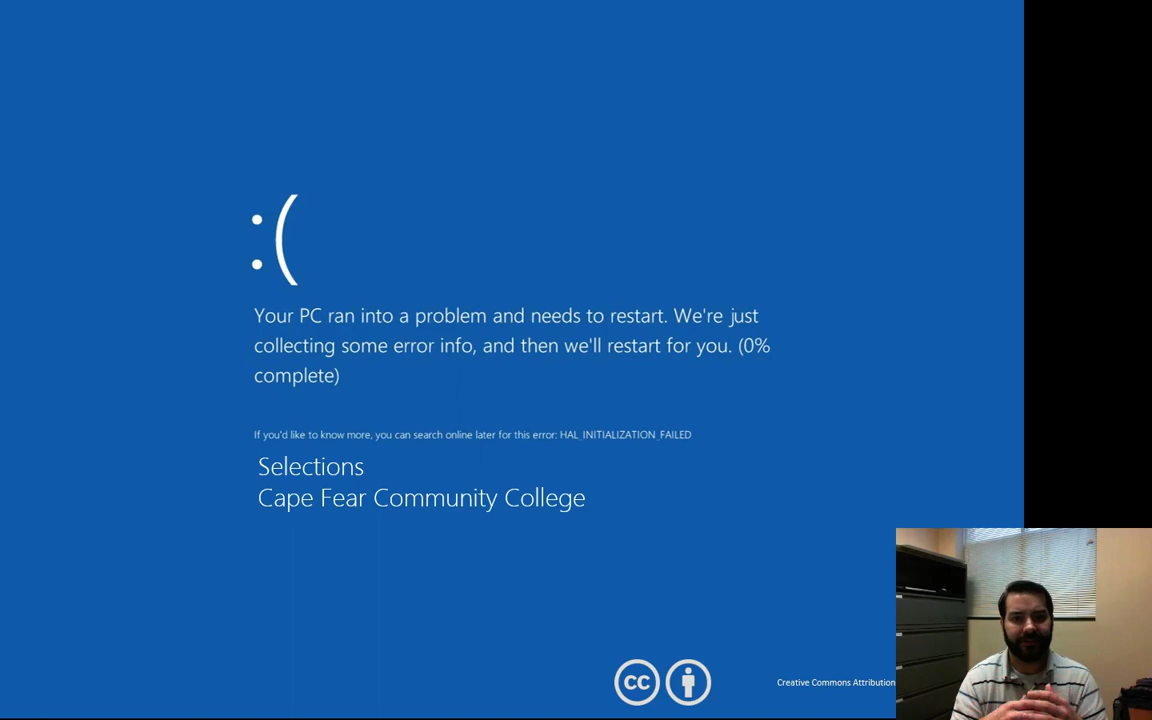 :(
Your PC ran into a problem and needs to restart. We're just
collecting some error info, and then we'll restart for you. (0%
complete)
If you'd like to know more, you can search online later for this error: HAL_INITIALIZATION_FAILED
Selections
Cape Fear Community College
cc
Creative Commons Attribution